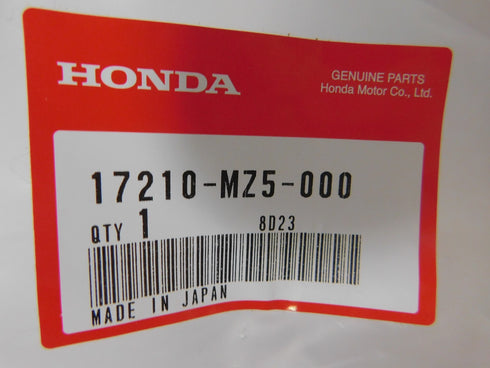 HONDA
GENUINE PARTS
Honda Motor Co., Ltd.
17210-MZ5-000
QTY 1 8D23
MADE IN JAPAN